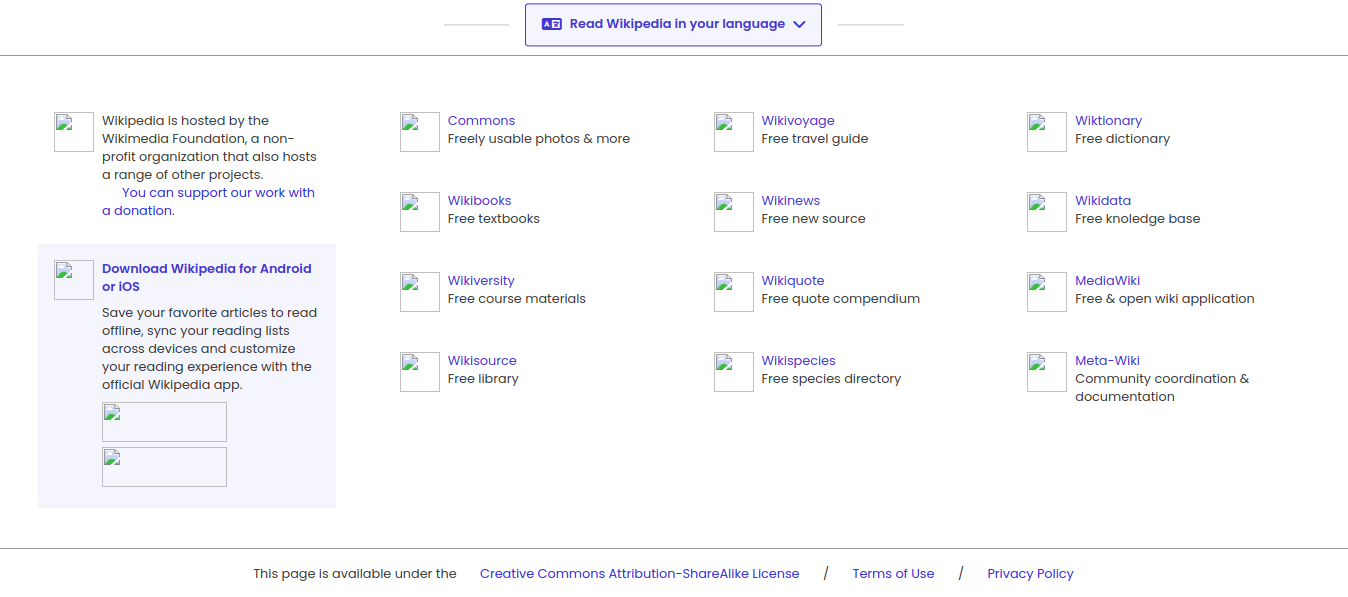 Read Wikipedia in your language
Wikipedia is hosted by the
Wikimedia Foundation, a non-
profit organization that also hosts
a range of other projects.
You can support our work with
a donation.
Download Wikipedia for Android
or iOS
Save your favorite articles to read
offline, sync your reading lists
across devices and customize
your reading experience with the
official Wikipedia app.
Commons
Freely usable photos & more
Wikivoyage
Free travel guide
Wiktionary
Free dictionary
Wikibooks
Free textbooks
Wikinews
Free new source
Wikidata
Free knoledge base
Wikiversity
Free course materials
Wikiquote
Free quote compendium
MediaWiki
Free & open wiki application
Wikisource
Free library
Wikispecies
Free species directory
Meta-Wiki
Community coordination &
documentation
This page is available under the Creative Commons Attribution-ShareAlike License / Terms of Use / Privacy Policy